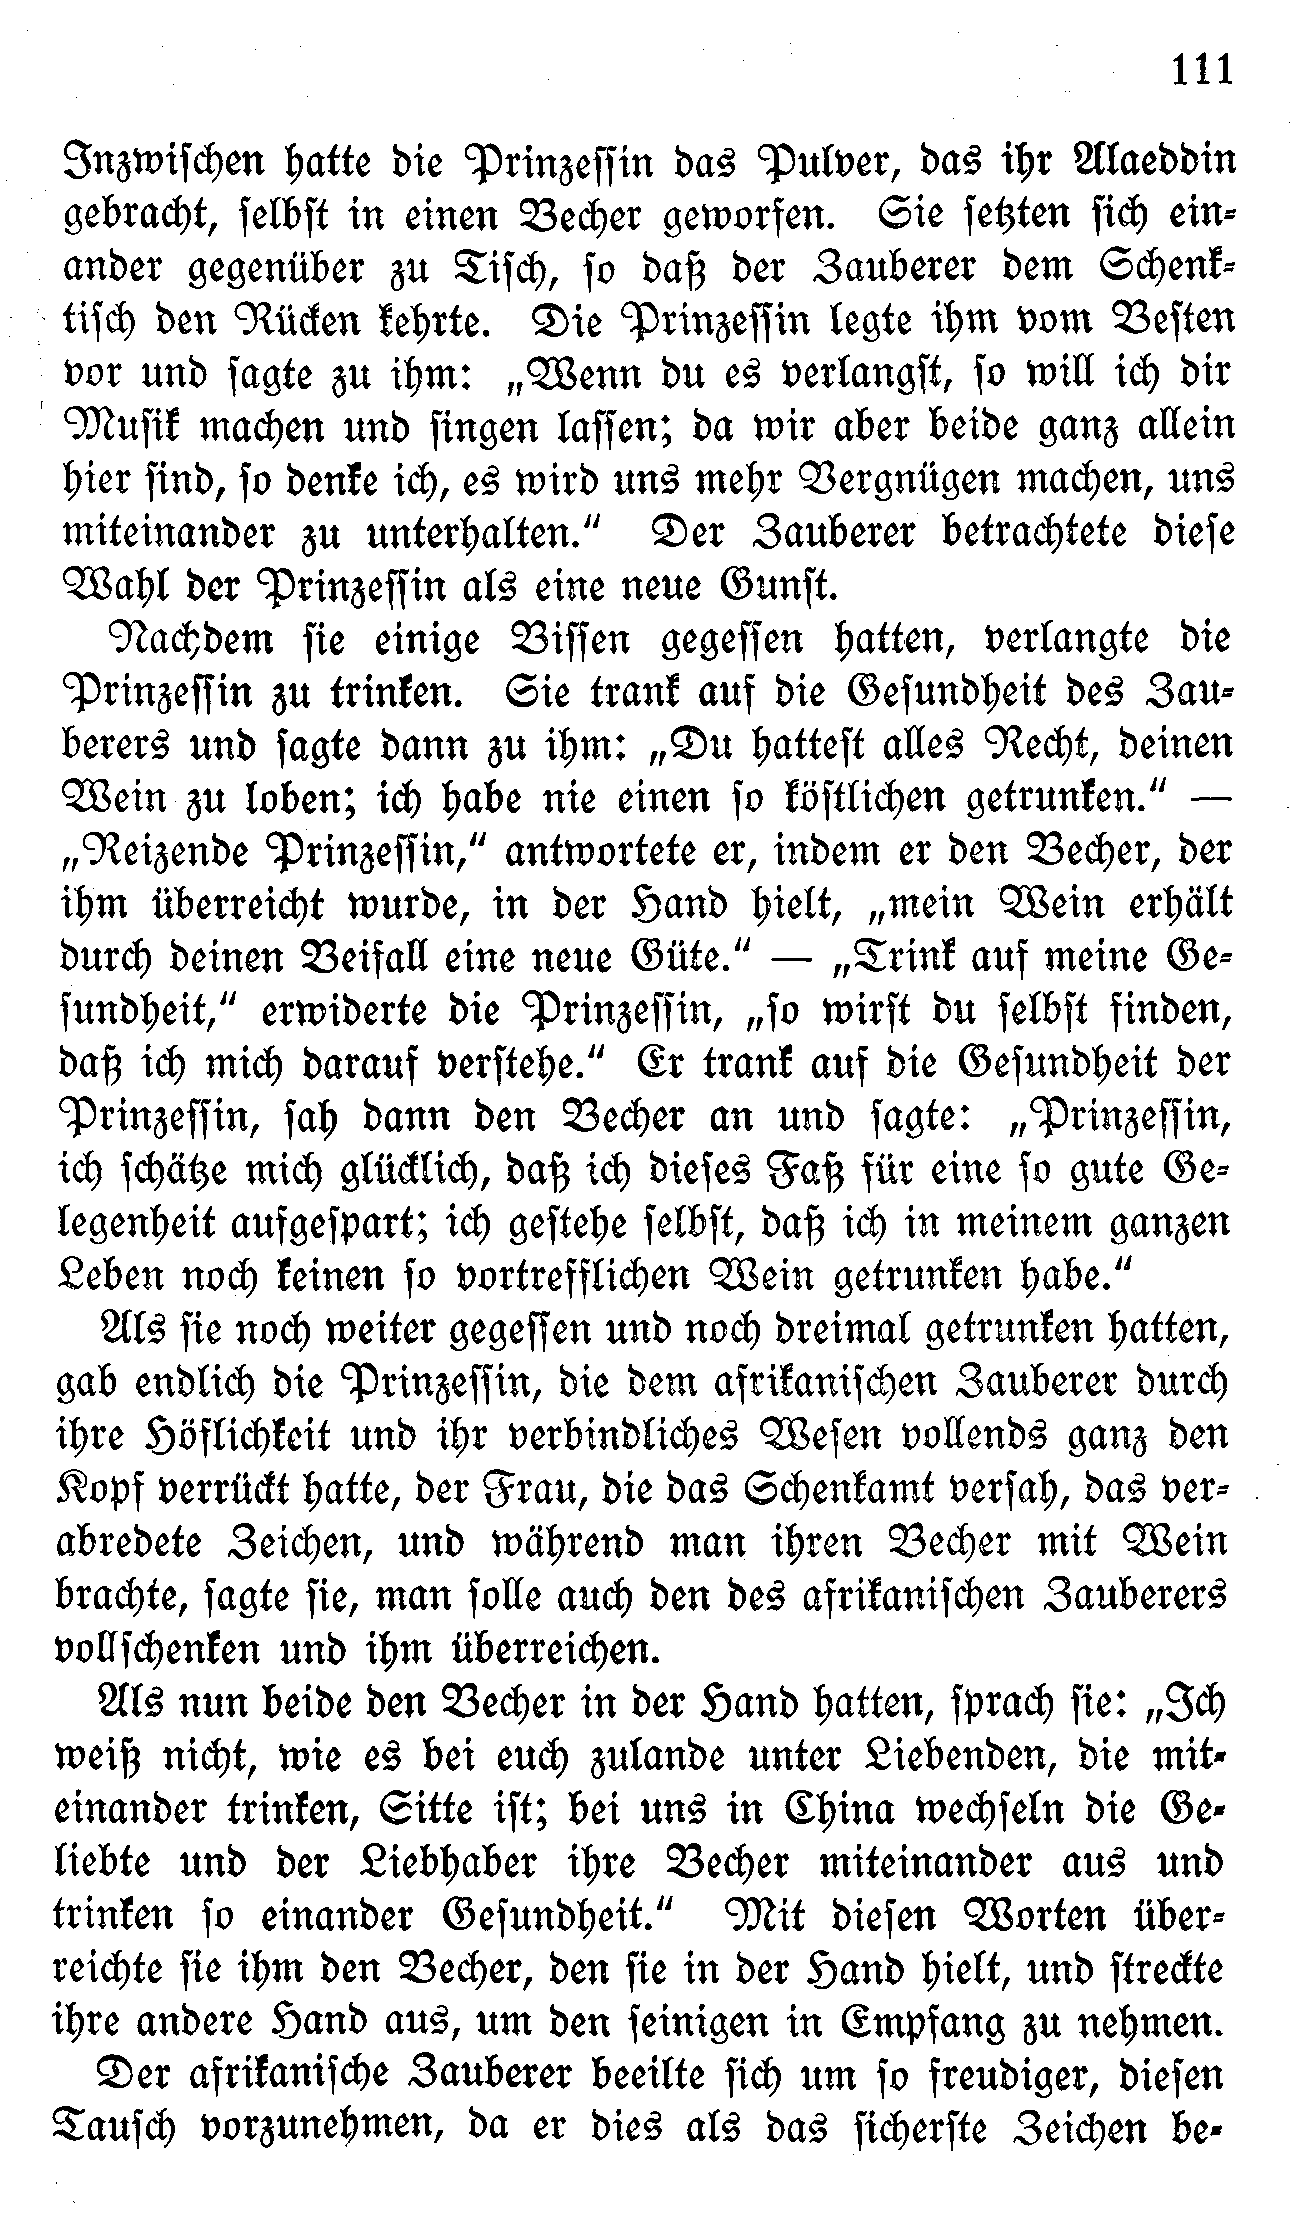 111
Inzwischen hatte die Prinzessin das Pulver, das ihr Alaeddin
gebracht, selbst in einen Becher geworfen. Sie setzten sich ein-
ander gegenüber zu Tisch, so daß der Zauberer dem Schenk-
tisch den Rücken kehrte. Die Prinzessin legte ihm vom Besten
vor und sagte zu ihm: „Wenn du es verlangst, so will ich dir
Musik machen und singen lassen; da wir aber beide ganz allein
hier sind, so denke ich, es wird uns mehr Vergnügen machen, uns
miteinander zu unterhalten.“ Der Zauberer betrachtete diese
Wahl der Prinzessin als eine neue Gunst.
Nachdem sie einige Bissen gegessen hatten, verlangte die
Prinzessin zu trinken. Sie trank auf die Gesundheit des Zau-
berers und sagte dann zu ihm: „Du hattest alles Recht, deinen
Wein zu loben; ich habe nie einen so köstlichen getrunken.“ —
„Reizende Prinzessin,“ antwortete er, indem er den Becher, der
ihm überreicht wurde, in der Hand hielt, „mein Wein erhält
durch deinen Beifall eine neue Güte.“ — „Trink auf meine Ge-
sundheit,“ erwiderte die Prinzessin, „so wirst du selbst finden,
daß ich mich darauf verstehe.“ Er trank auf die Gesundheit der
Prinzessin, sah dann den Becher an und sagte: „Prinzessin,
ich schätze mich glücklich, daß ich dieses Faß für eine so gute Ge-
legenheit aufgespart; ich gestehe selbst, daß ich in meinem ganzen
Leben noch keinen so vortrefflichen Wein getrunken habe.“
Als sie noch weiter gegessen und noch dreimal getrunken hatten,
gab endlich die Prinzessin, die dem afrikanischen Zauberer durch
ihre Höflichkeit und ihr verbindliches Wesen vollends ganz den
Kopf verrückt hatte, der Frau, die das Schenkamt versah, das ver-
abredete Zeichen, und während man ihren Becher mit Wein
brachte, sagte sie, man solle auch den des afrikanischen Zauberers
vollschenken und ihm überreichen.
Als nun beide den Becher in der Hand hatten, sprach sie: „Ich
weiß nicht, wie es bei euch zulande unter Liebenden, die mit-
einander trinken, Sitte ist; bei uns in China wechseln die Ge-
liebte und der Liebhaber ihre Becher miteinander aus und
trinken so einander Gesundheit.“ Mit diesen Worten über-
reichte sie ihm den Becher, den sie in der Hand hielt, und streckte
ihre andere Hand aus, um den seinigen in Empfang zu nehmen.
Der afrikanische Zauberer beeilte sich um so freudiger, diesen
Tausch vorzunehmen, da er dies als das sicherste Zeichen be-